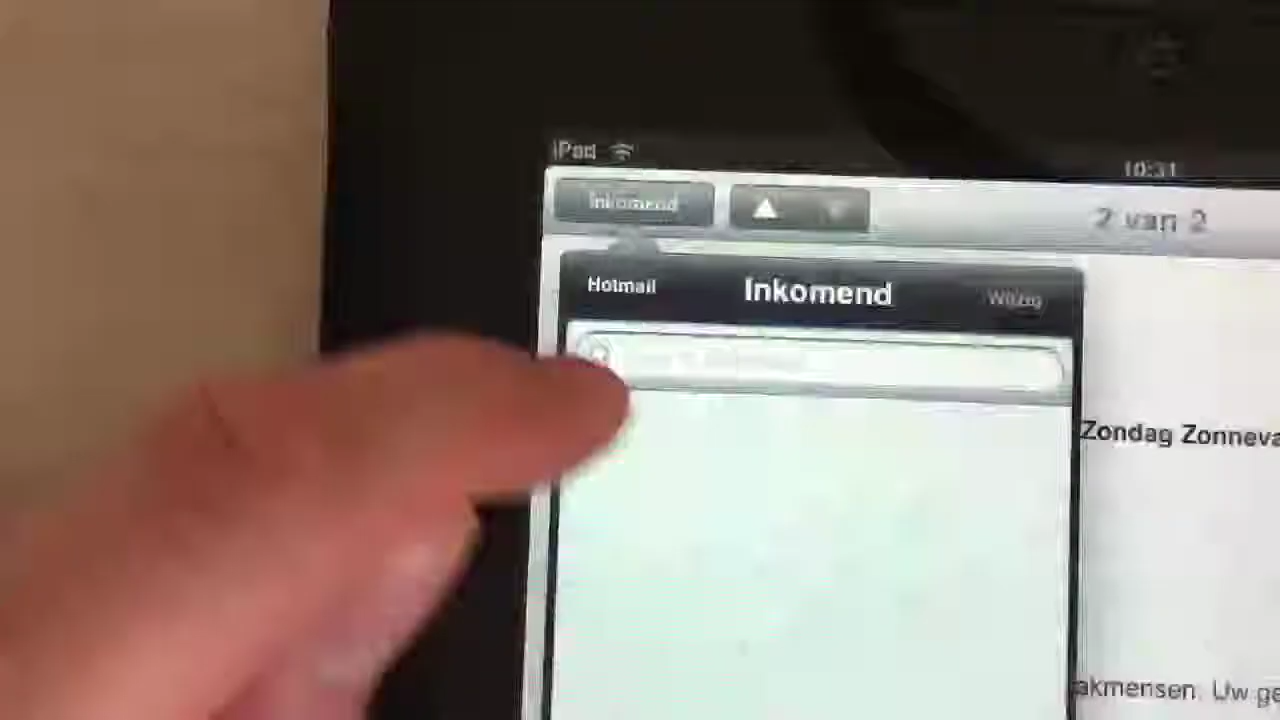 iPad
10:31
Inkomend
2 van 2
Hotmail Inkomend Wijzig
Zondag Zonneva
akmensen. Uw ge